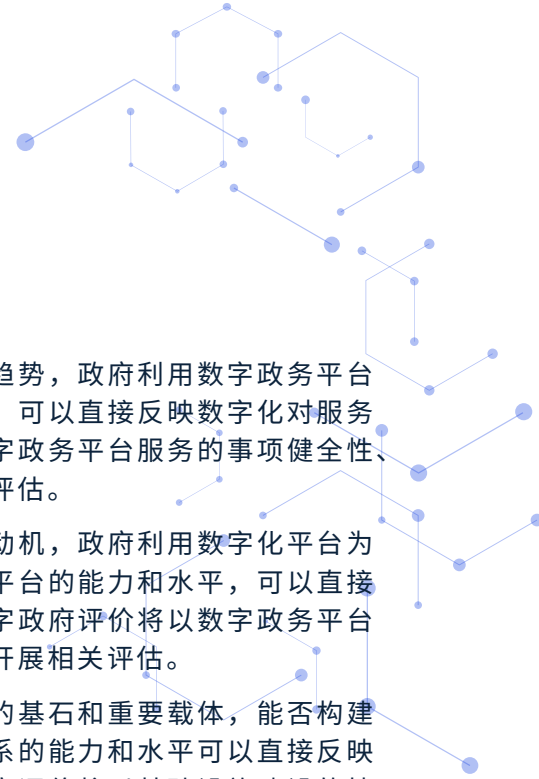 趋势，政府利用数字政务平台
，可以直接反映数字化对服务
字政务平台服务的事项健全性、
评估。
动机，政府利用数字化平台为
平台的能力和水平，可以直接
字政府评价将以数字政务平台
开展相关评估。
的基石和重要载体，能否构建
系的能力和水平可以直接反映